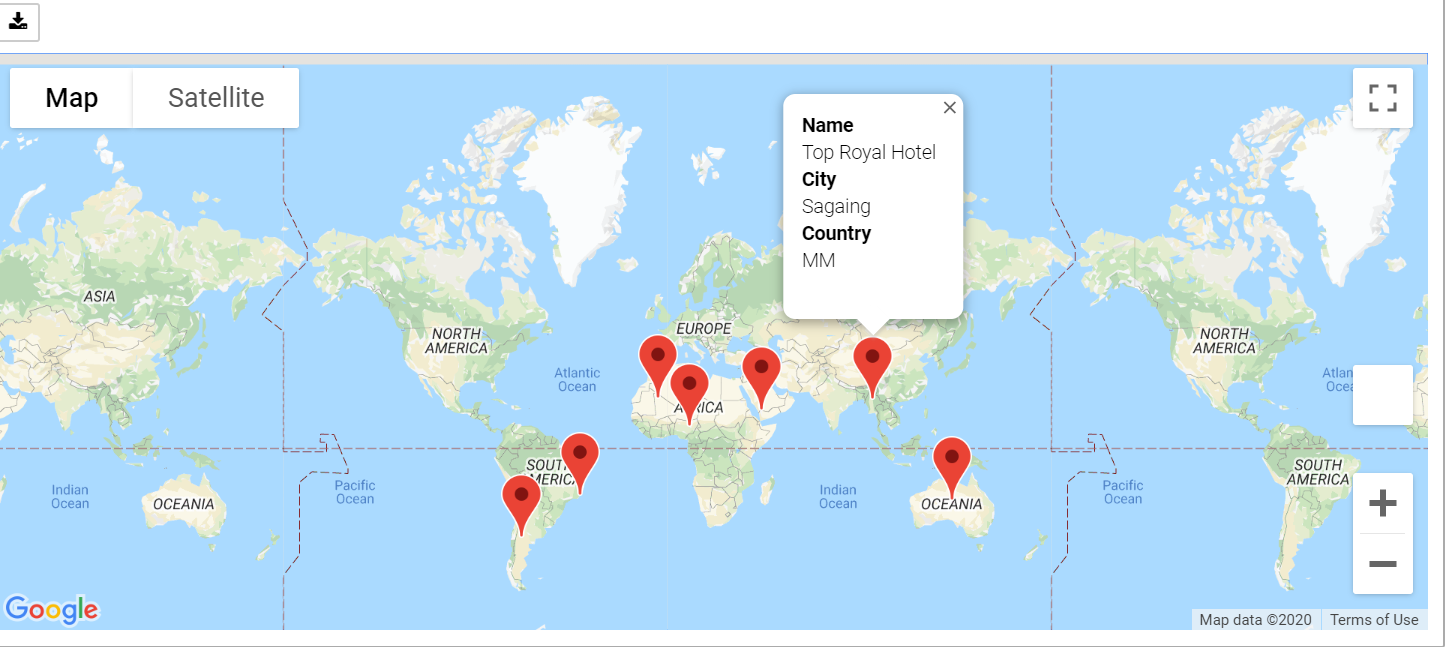 Map
Satellite
Name
Top Royal Hotel
City
Sagaing
Country
MM
ASIA
NORTH
AMERICA
EUROPE
NORTH
AMERICA
Atlantic
Ocean
Atlan
Oce
AFRICA
SOUTH
AMERICA
SOUTH
AMERICA
Indian
Ocean
OCEANIA
Pacific
Ocean
Indian
Ocean
OCEANIA
Pacific
Ocean
Google
Map data ©2020
Terms of Use